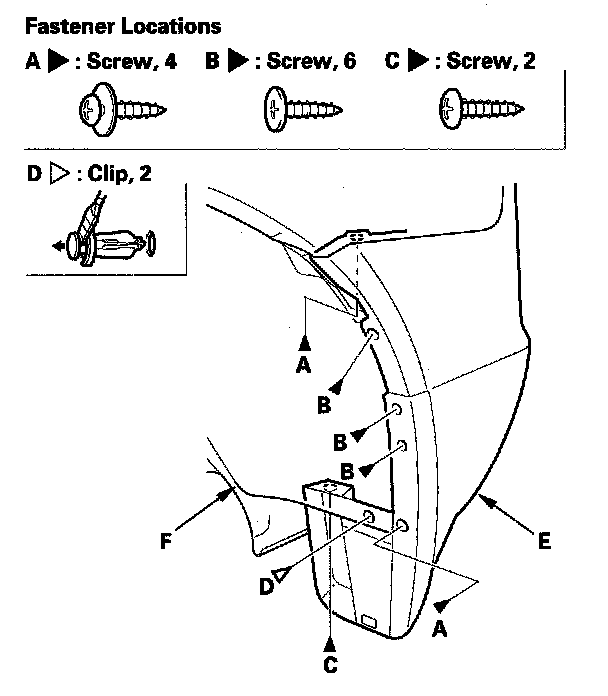 Fastener Locations
A ▶ : Screw, 4 B ▶ : Screw, 6 C ▶ : Screw, 2
D ▷ : Clip, 2
A
B
B
B
F
E
D
A
C